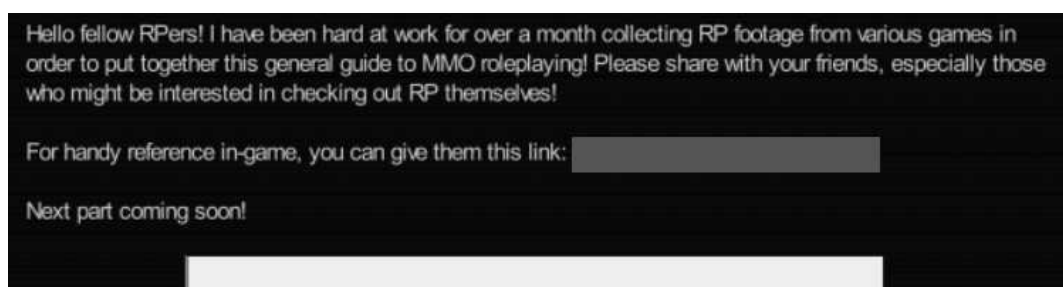 Hello fellow RPers! I have been hard at work for over a month collecting RP footage from various games in
order to put together this general guide to MMO roleplaying! Please share with your friends, especially those
who might be interested in checking out RP themselves!
For handy reference in-game, you can give them this link:
Next part coming soon!